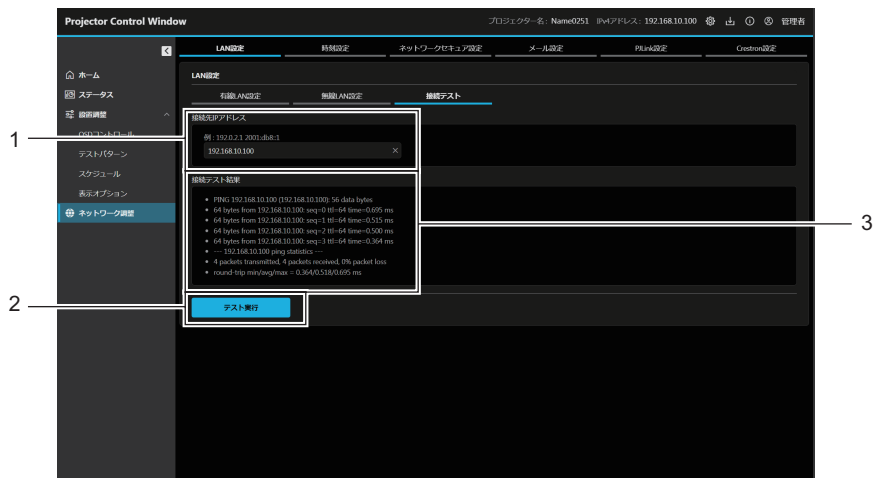 Projector Control Window
プロジェクター名: Name0251 IPv4アドレス: 192.168.10.100 管理者
LAN設定 時刻設定 ネットワークセキュア設定 メール設定 PJLink設定 Crestron設定
ホーム
ステータス
設置調整
OSDコントロール
テストパターン
スケジュール
表示オプション
ネットワーク調整
LAN設定
有線LAN設定 無線LAN設定 接続テスト
1
接続先IPアドレス
例 : 192.0.2.1 2001:db8::1
192.168.10.100
接続テスト結果
PING 192.168.10.100 (192.168.10.100): 56 data bytes
64 bytes from 192.168.10.100: seq=0 ttl=64 time=0.695 ms
64 bytes from 192.168.10.100: seq=1 ttl=64 time=0.515 ms
64 bytes from 192.168.10.100: seq=2 ttl=64 time=0.500 ms
64 bytes from 192.168.10.100: seq=3 ttl=64 time=0.364 ms
--- 192.168.10.100 ping statistics ---
4 packets transmitted, 4 packets received, 0% packet loss
round-trip min/avg/max = 0.364/0.518/0.695 ms
3
2
テスト実行